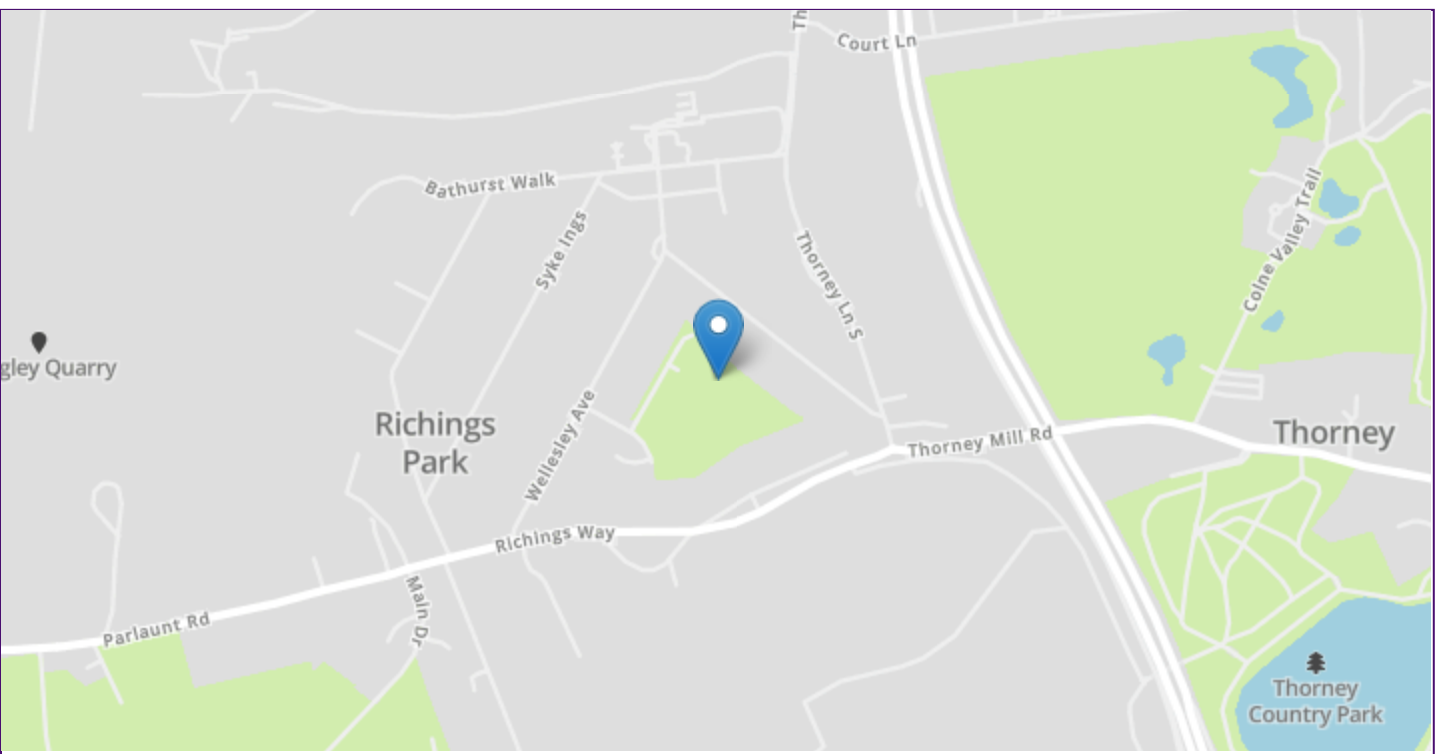 Th
Court Ln
Bathurst Walk
Syke Ings
Thorney Ln S
Colne Valley Trail
gley Quarry
Richings
Park
Wellesley Ave
Thorney Mill Rd
Thorney
Richings Way
Main Dr
Parlaunt Rd
Thorney
Country Park